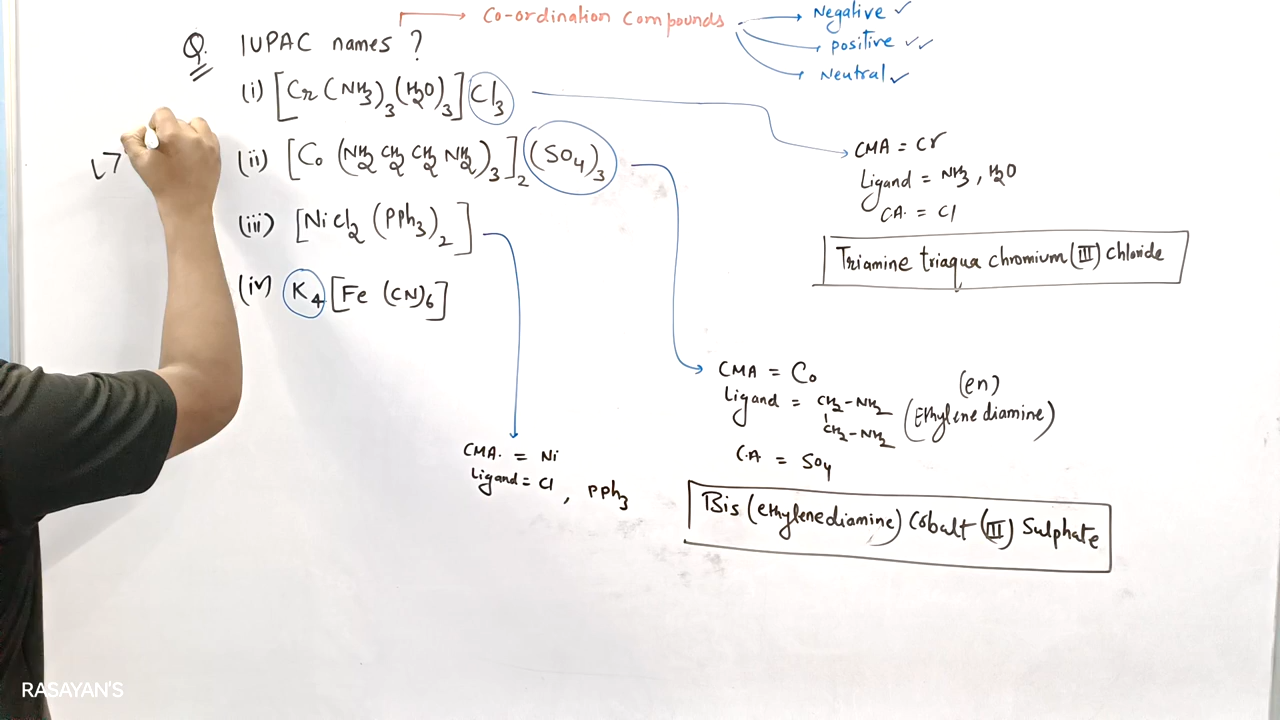 Co-ordination Compounds
Negative ✓
Positive ✓✓
Neutral ✓
Q. IUPAC names ?
(i) [Cr(NH3)3(H2O)3]Cl3
(ii) [Co(NH2CH2CH2NH2)3]2(SO4)3
(iii) [NiCl2(PPh3)2]
(iv) K4[Fe(CN)6]
CMA = Cr
Ligand = NH3, H2O
C.A. = Cl
Triamine triaqua chromium (III) chloride
CMA = Co
Ligand = CH2-NH2
CH2-NH2
(en)
(Ethylene diamine)
C.A = SO4
Bis (ethylenediamine) Cobalt (III) Sulphate
CMA. = Ni
Ligand = Cl, PPh3
RASAYAN'S